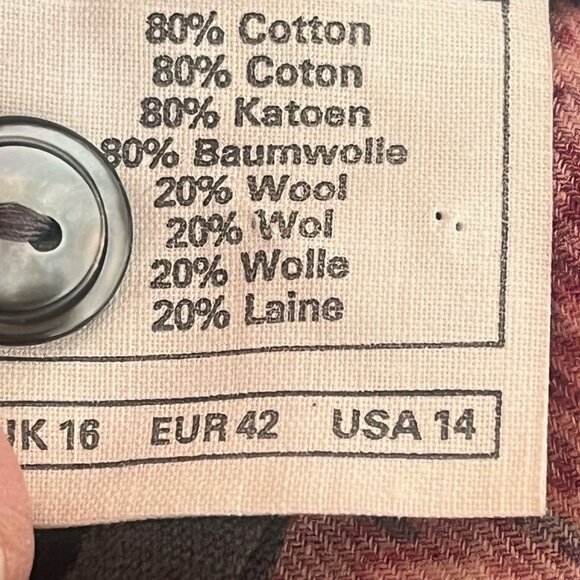 80% Cotton
80% Coton
80% Katoen
80% Baumwolle
20% Wool
20% Wol
20% Wolle
20% Laine
UK 16 EUR 42 USA 14